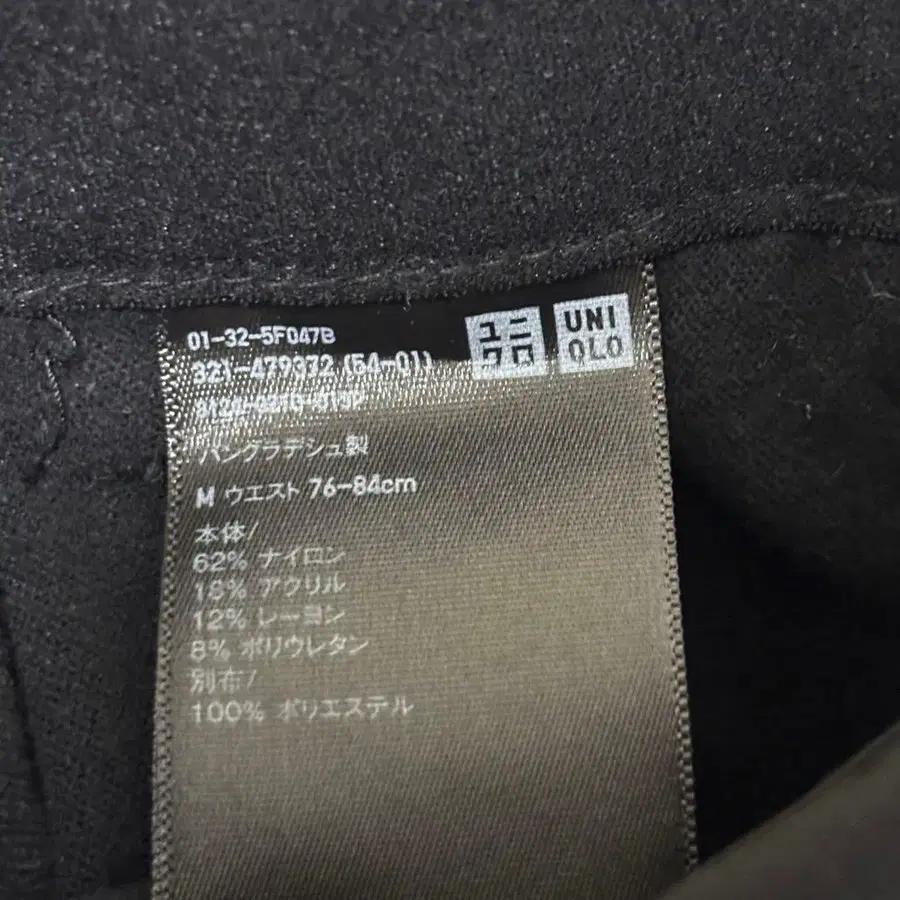 01-32-5F047B
321-479372 (54-01)
バングラデシュ製
M ウエスト 76-84cm
本体/
62% ナイロン
18% アクリル
12% レーヨン
8% ポリウレタン
別布/
100% ポリエステル
ユニクロ
UNI
QLO